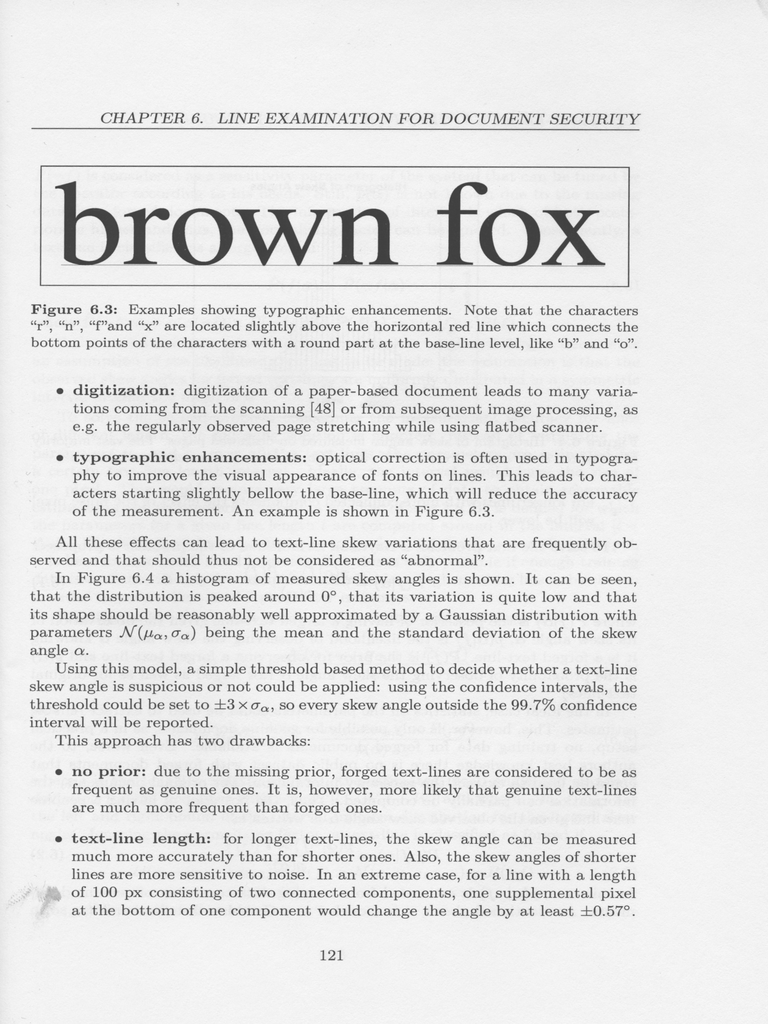 CHAPTER 6. LINE EXAMINATION FOR DOCUMENT SECURITY
brown fox
Figure 6.3: Examples showing typographic enhancements. Note that the characters
“r”, “n”, “f”and “x” are located slightly above the horizontal red line which connects the
bottom points of the characters with a round part at the base-line level, like “b” and “o”.
• digitization: digitization of a paper-based document leads to many varia-
tions coming from the scanning [48] or from subsequent image processing, as
e.g. the regularly observed page stretching while using flatbed scanner.
• typographic enhancements: optical correction is often used in typogra-
phy to improve the visual appearance of fonts on lines. This leads to char-
acters starting slightly bellow the base-line, which will reduce the accuracy
of the measurement. An example is shown in Figure 6.3.
All these effects can lead to text-line skew variations that are frequently ob-
served and that should thus not be considered as “abnormal”.
In Figure 6.4 a histogram of measured skew angles is shown. It can be seen,
that the distribution is peaked around 0°, that its variation is quite low and that
its shape should be reasonably well approximated by a Gaussian distribution with
parameters 𝒩(μα, σα) being the mean and the standard deviation of the skew
angle α.
Using this model, a simple threshold based method to decide whether a text-line
skew angle is suspicious or not could be applied: using the confidence intervals, the
threshold could be set to ±3 × σα, so every skew angle outside the 99.7% confidence
interval will be reported.
This approach has two drawbacks:
• no prior: due to the missing prior, forged text-lines are considered to be as
frequent as genuine ones. It is, however, more likely that genuine text-lines
are much more frequent than forged ones.
• text-line length: for longer text-lines, the skew angle can be measured
much more accurately than for shorter ones. Also, the skew angles of shorter
lines are more sensitive to noise. In an extreme case, for a line with a length
of 100 px consisting of two connected components, one supplemental pixel
at the bottom of one component would change the angle by at least ±0.57°.
121